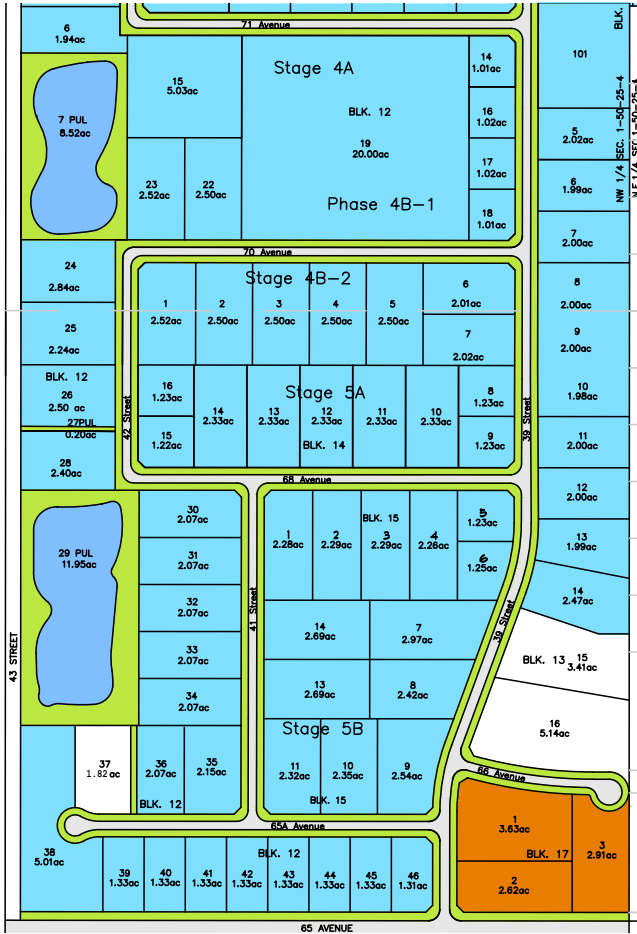 71 Avenue
BLK.
6
1.94ac
Stage 4A
14
1.01ac
101
15
5.03ac
7 PUL
8.52ac
BLK. 12
16
1.02ac
19
20.00ac
5
2.02ac
NW 1/4 SEC. 1-50-25-4
17
1.02ac
23
2.52ac
22
2.50ac
6
1.99ac
Phase 4B-1
18
1.01ac
7
2.00ac
70 Avenue
24
2.84ac
Stage 4B-2
6
2.01ac
8
2.00ac
1
2.52ac
2
2.50ac
3
2.50ac
4
2.50ac
5
2.50ac
25
2.24ac
7
2.02ac
9
2.00ac
BLK. 12
26
2.50 ac
16
1.23ac
Stage 5A
8
1.23ac
10
1.98ac
14
2.33ac
13
2.33ac
12
2.33ac
11
2.33ac
10
2.33ac
27PUL
0.20ac
42 Street
39 Street
15
1.22ac
BLK. 14
9
1.23ac
11
2.00ac
28
2.40ac
68 Avenue
12
2.00ac
30
2.07ac
BLK. 15
5
1.23ac
1
2.28ac
2
2.29ac
3
2.29ac
4
2.26ac
13
1.99ac
29 PUL
11.95ac
31
2.07ac
6
1.25ac
14
2.47ac
32
2.07ac
41 Street
39 Street
14
2.69ac
7
2.97ac
43 STREET
33
2.07ac
BLK. 13
15
3.41ac
34
2.07ac
13
2.69ac
8
2.42ac
Stage 5B
16
5.14ac
37
1.82 ac
36
2.07ac
35
2.15ac
11
2.32ac
10
2.35ac
9
2.54ac
66 Avenue
BLK. 12
BLK. 15
65A Avenue
1
3.63ac
38
5.01ac
BLK. 12
BLK. 17
3
2.91ac
39
1.33ac
40
1.33ac
41
1.33ac
42
1.33ac
43
1.33ac
44
1.33ac
45
1.33ac
46
1.31ac
2
2.62ac
65 AVENUE